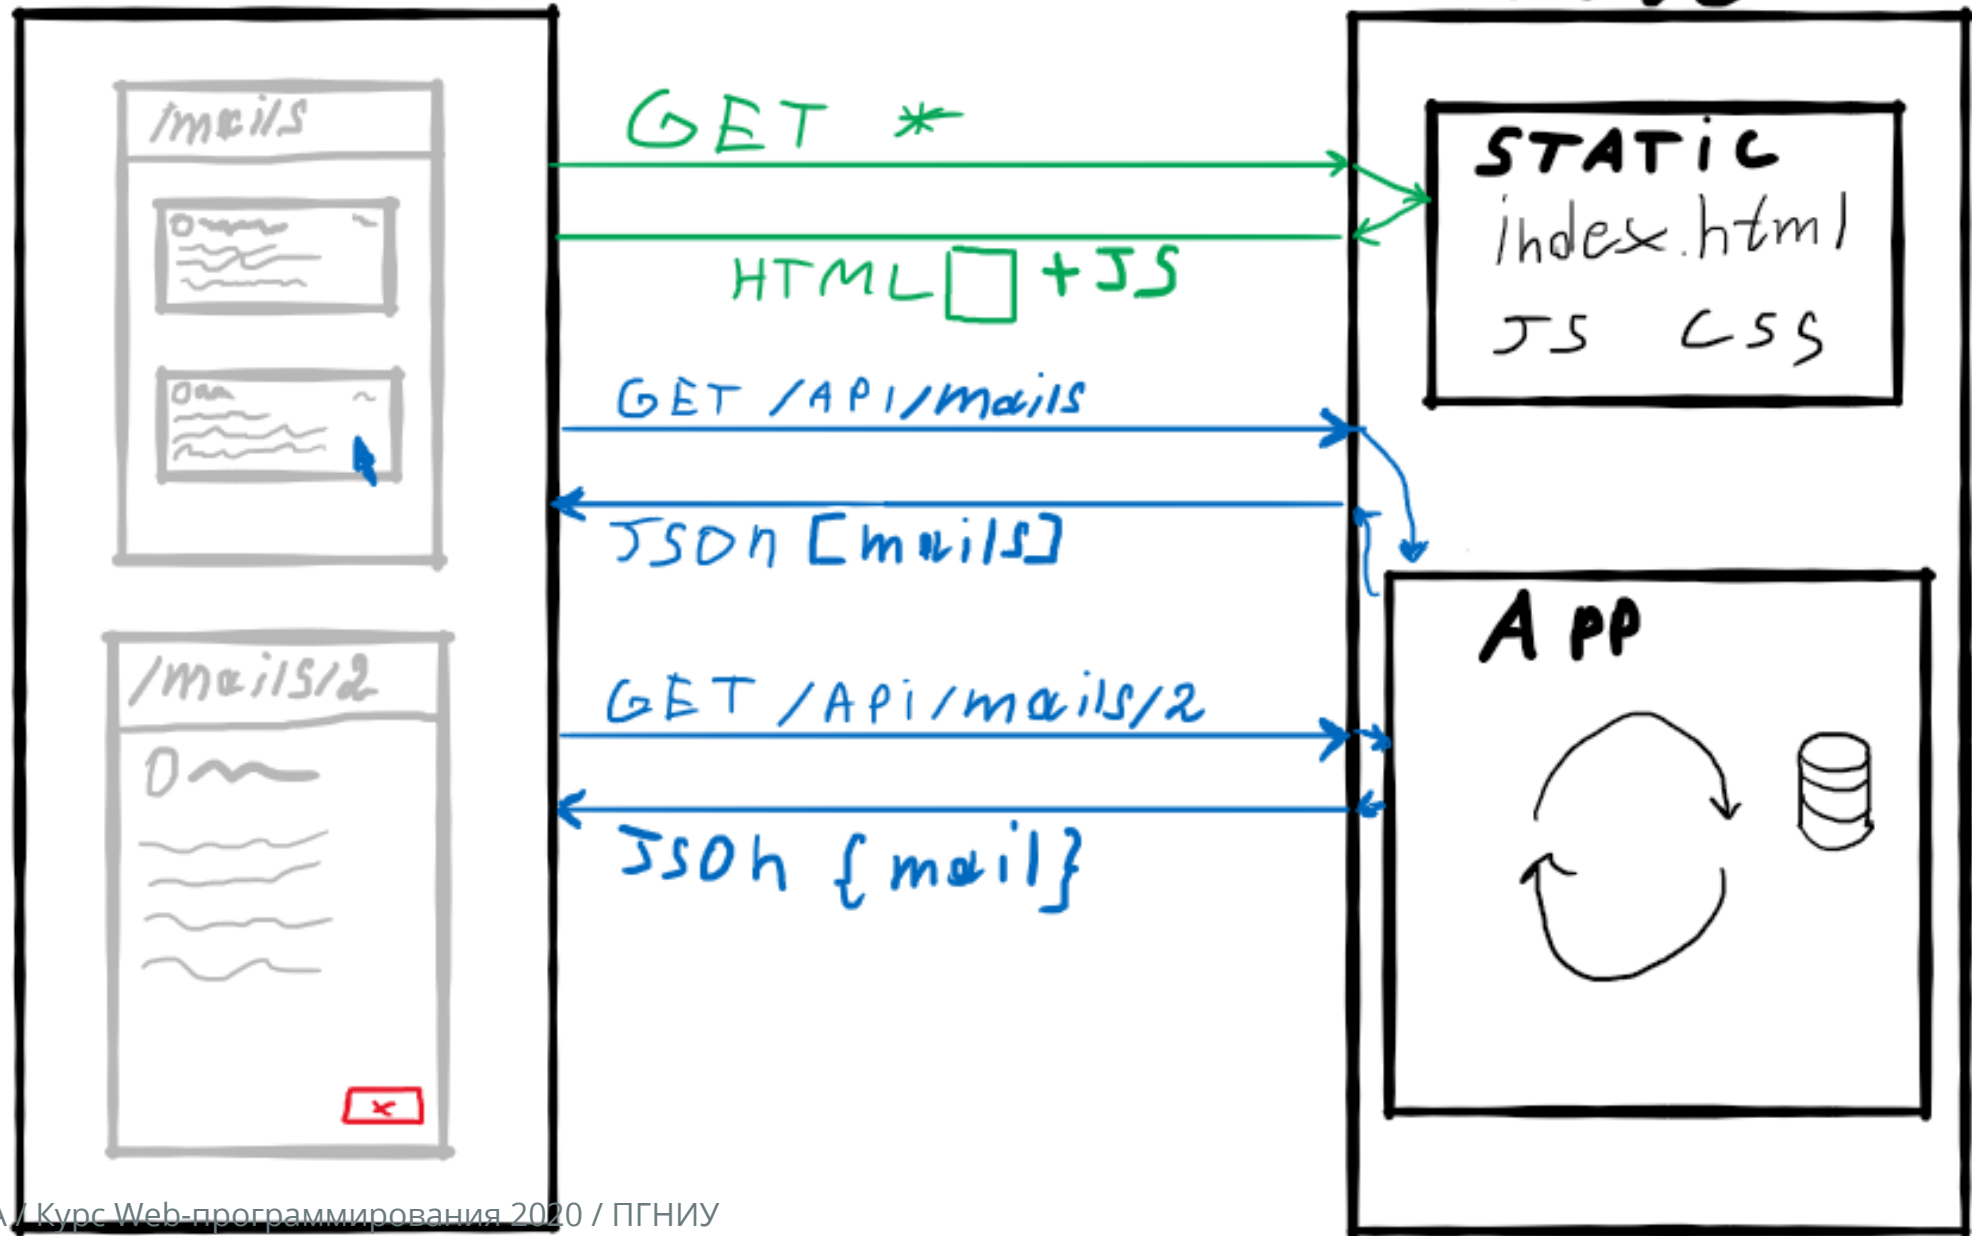 /mails
GET *
HTML + JS
STATiC
index.html
JS CSS
GET /API/mails
JSOn [mails]
App
/mails/2
GET /Api/mails/2
JSOn {mail}
x
/ Курс Web-программирования 2020 / ПГНИУ